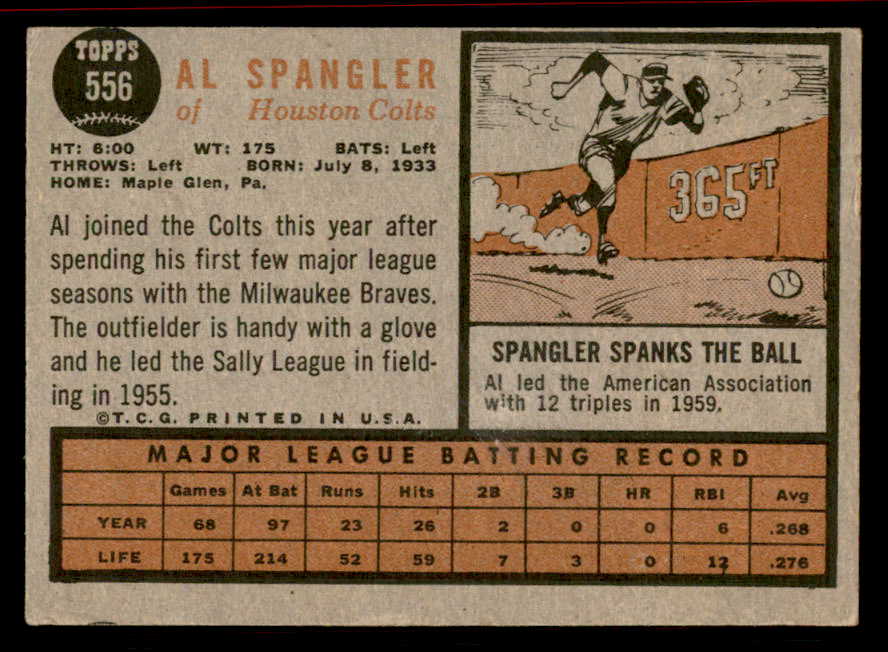 TOPPS
556
AL SPANGLER
of Houston Colts
HT: 6:00 WT: 175 BATS: Left
THROWS: Left BORN: July 8, 1933
HOME: Maple Glen, Pa.
Al joined the Colts this year after
spending his first few major league
seasons with the Milwaukee Braves.
The outfielder is handy with a glove
and he led the Sally League in field-
ing in 1955.
©T.C.G. PRINTED IN U.S.A.
365 FT
SPANGLER SPANKS THE BALL
Al led the American Association
with 12 triples in 1959.
MAJOR LEAGUE BATTING RECORD
Games At Bat Runs Hits 2B 3B HR RBI Avg
YEAR 68 97 23 26 2 0 0 6 .268
LIFE 175 214 52 59 7 3 0 12 .276